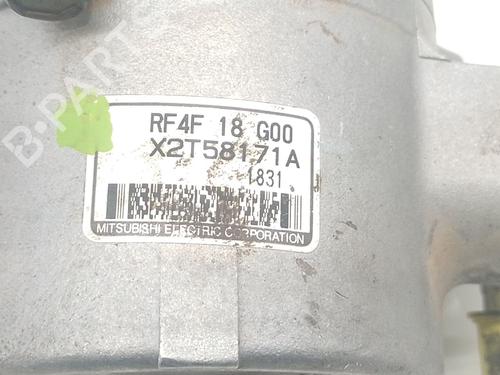 RF4F 18 G00
X2T58171A
1831
MITSUBISHI ELECTRIC CORPORATION
B-PARTS